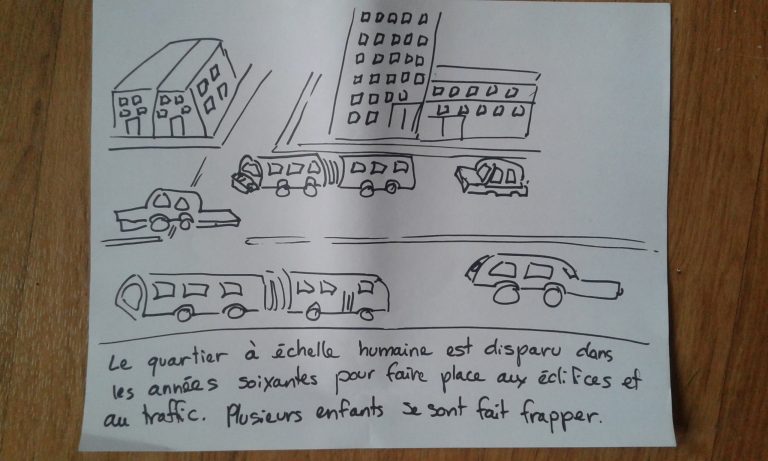 Le quartier à échelle humaine est disparu dans
les années soixantes pour faire place aux éclifices et
au traffic. Plusieurs enfants se sont fait frapper.